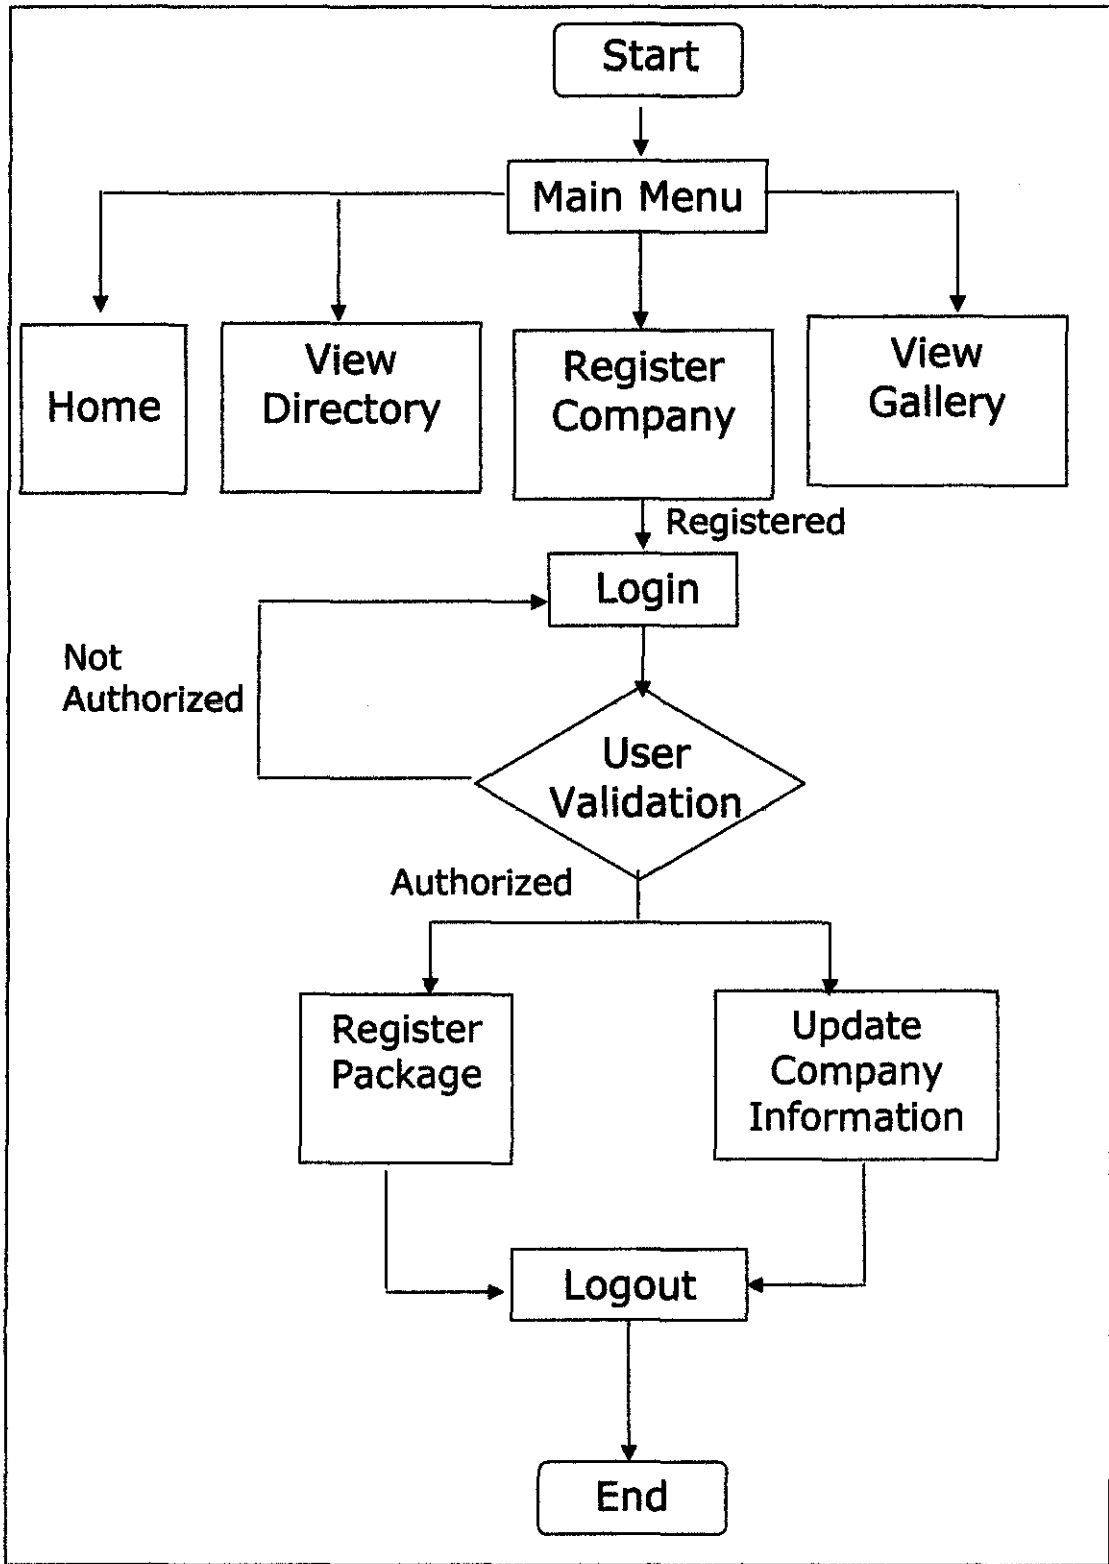 Start
Main Menu
Home
View
Directory
Register
Company
View
Gallery
Registered
Login
Not
Authorized
User
Validation
Authorized
Register
Package
Update
Company
Information
Logout
End